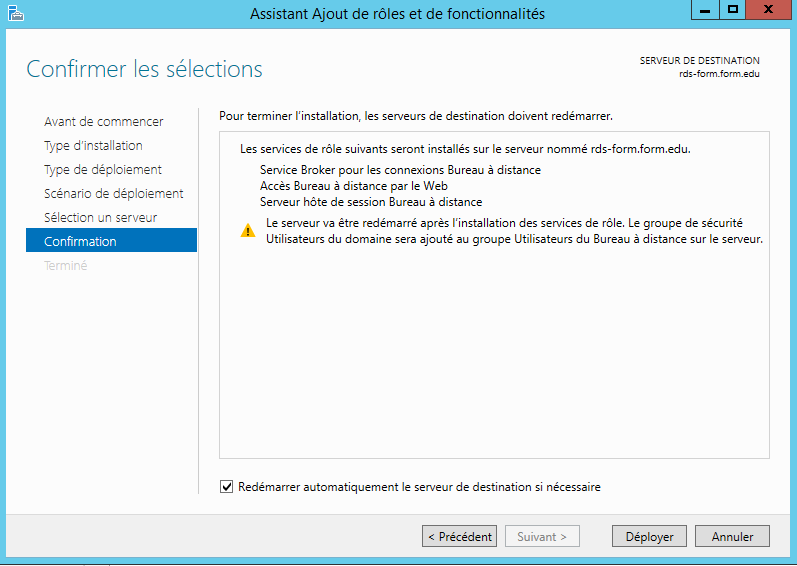 Assistant Ajout de rôles et de fonctionnalités
Confirmer les sélections
SERVEUR DE DESTINATION
rds-form.form.edu
Avant de commencer
Type d'installation
Type de déploiement
Scénario de déploiement
Sélection un serveur
Confirmation
Terminé
Pour terminer l'installation, les serveurs de destination doivent redémarrer.
Les services de rôle suivants seront installés sur le serveur nommé rds-form.form.edu.
Service Broker pour les connexions Bureau à distance
Accès Bureau à distance par le Web
Serveur hôte de session Bureau à distance
Le serveur va être redémarré après l'installation des services de rôle. Le groupe de sécurité
Utilisateurs du domaine sera ajouté au groupe Utilisateurs du Bureau à distance sur le serveur.
Redémarrer automatiquement le serveur de destination si nécessaire
< Précédent
Suivant >
Déployer
Annuler